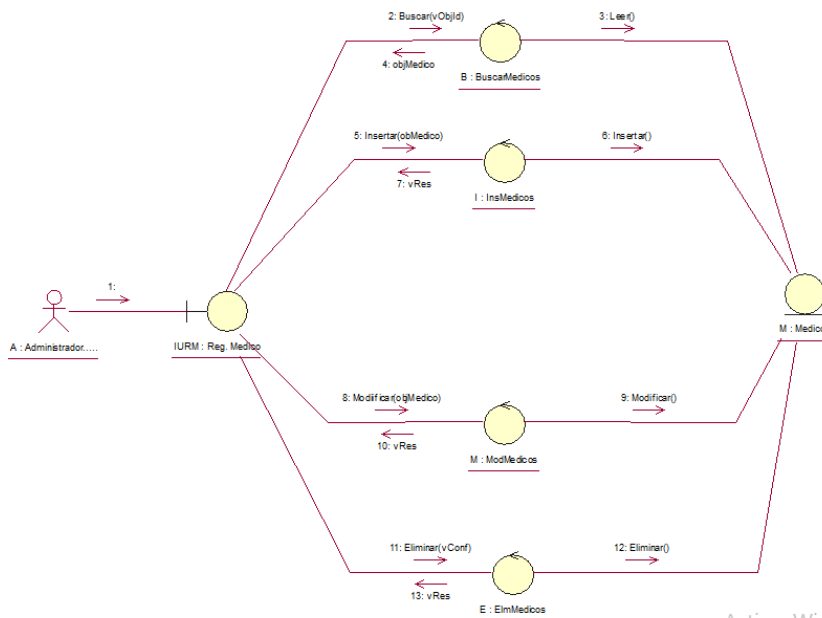 2: Buscar(vObjId)
3: Leer()
4: objMedico
B : BuscarMedicos
5: Insertar(obMedico)
6: Insertar()
7: vRes
I : InsMedicos
1:
A : Administrador.....
IURM : Reg. Medico
M : Medico
8: Modificar(objMedico)
9: Modificar()
10: vRes
M : ModMedicos
11: Eliminar(vConf)
12: Eliminar()
13: vRes
E : ElmMedicos